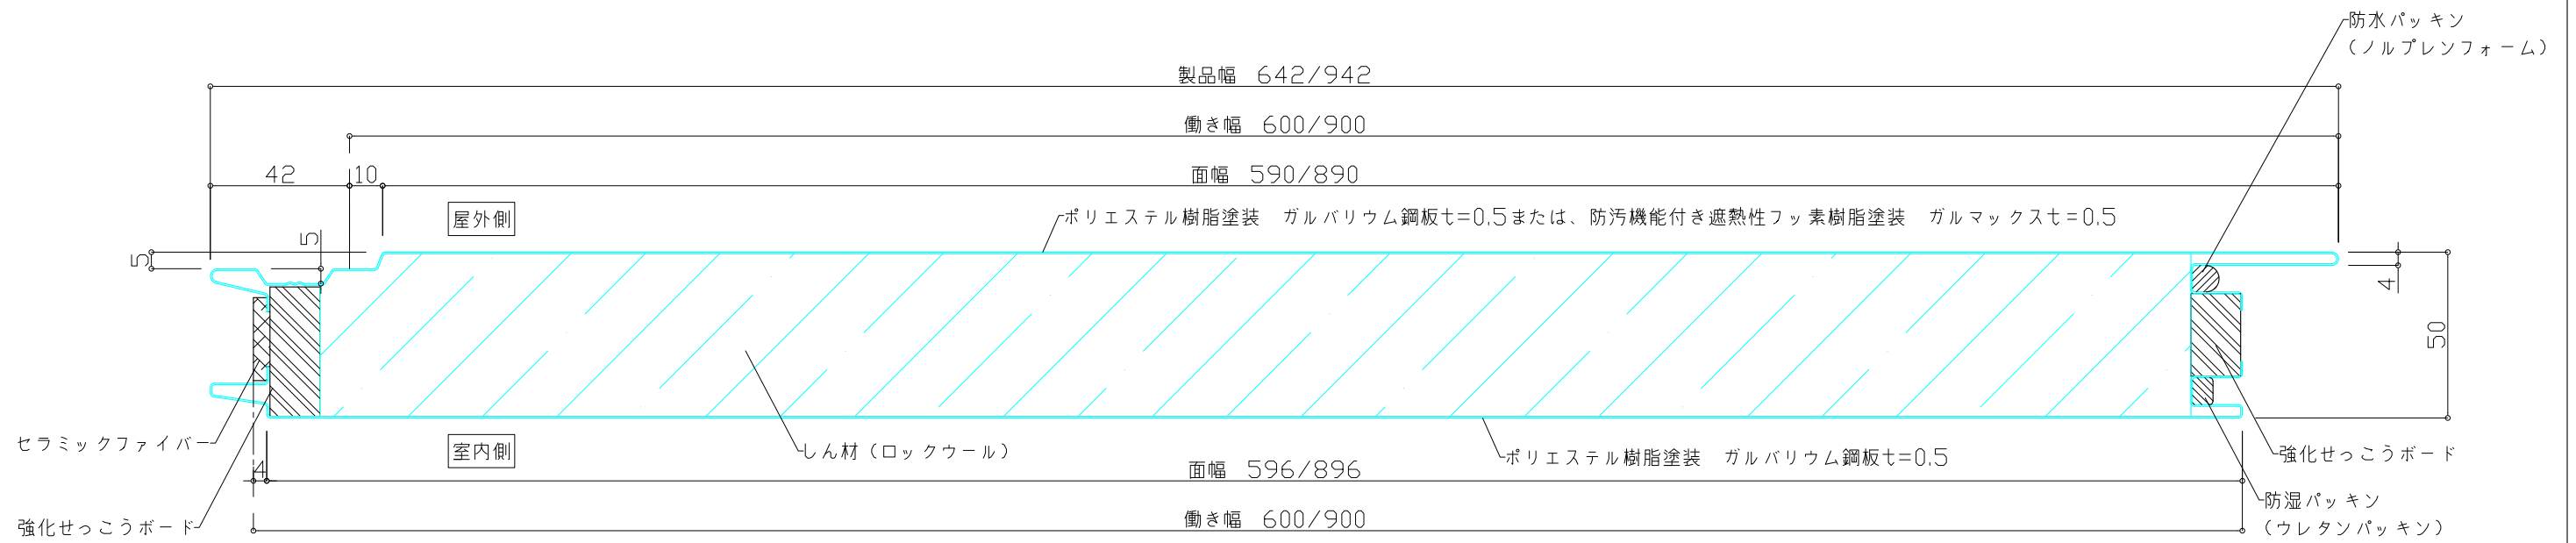 防水パッキン
(ノルプレンフォーム)
製品幅 642/942
働き幅 600/900
42
10
面幅 590/890
屋外側
5
ポリエステル樹脂塗装 ガルバリウム鋼板t=0.5または、防汚機能付き遮熱性フッ素樹脂塗装 ガルマックスt=0.5
5
4
50
セラミックファイバー
室内側
しん材(ロックウール)
ポリエステル樹脂塗装 ガルバリウム鋼板t=0.5
強化せっこうボード
4
面幅 596/896
防湿パッキン
(ウレタンパッキン)
強化せっこうボード
働き幅 600/900